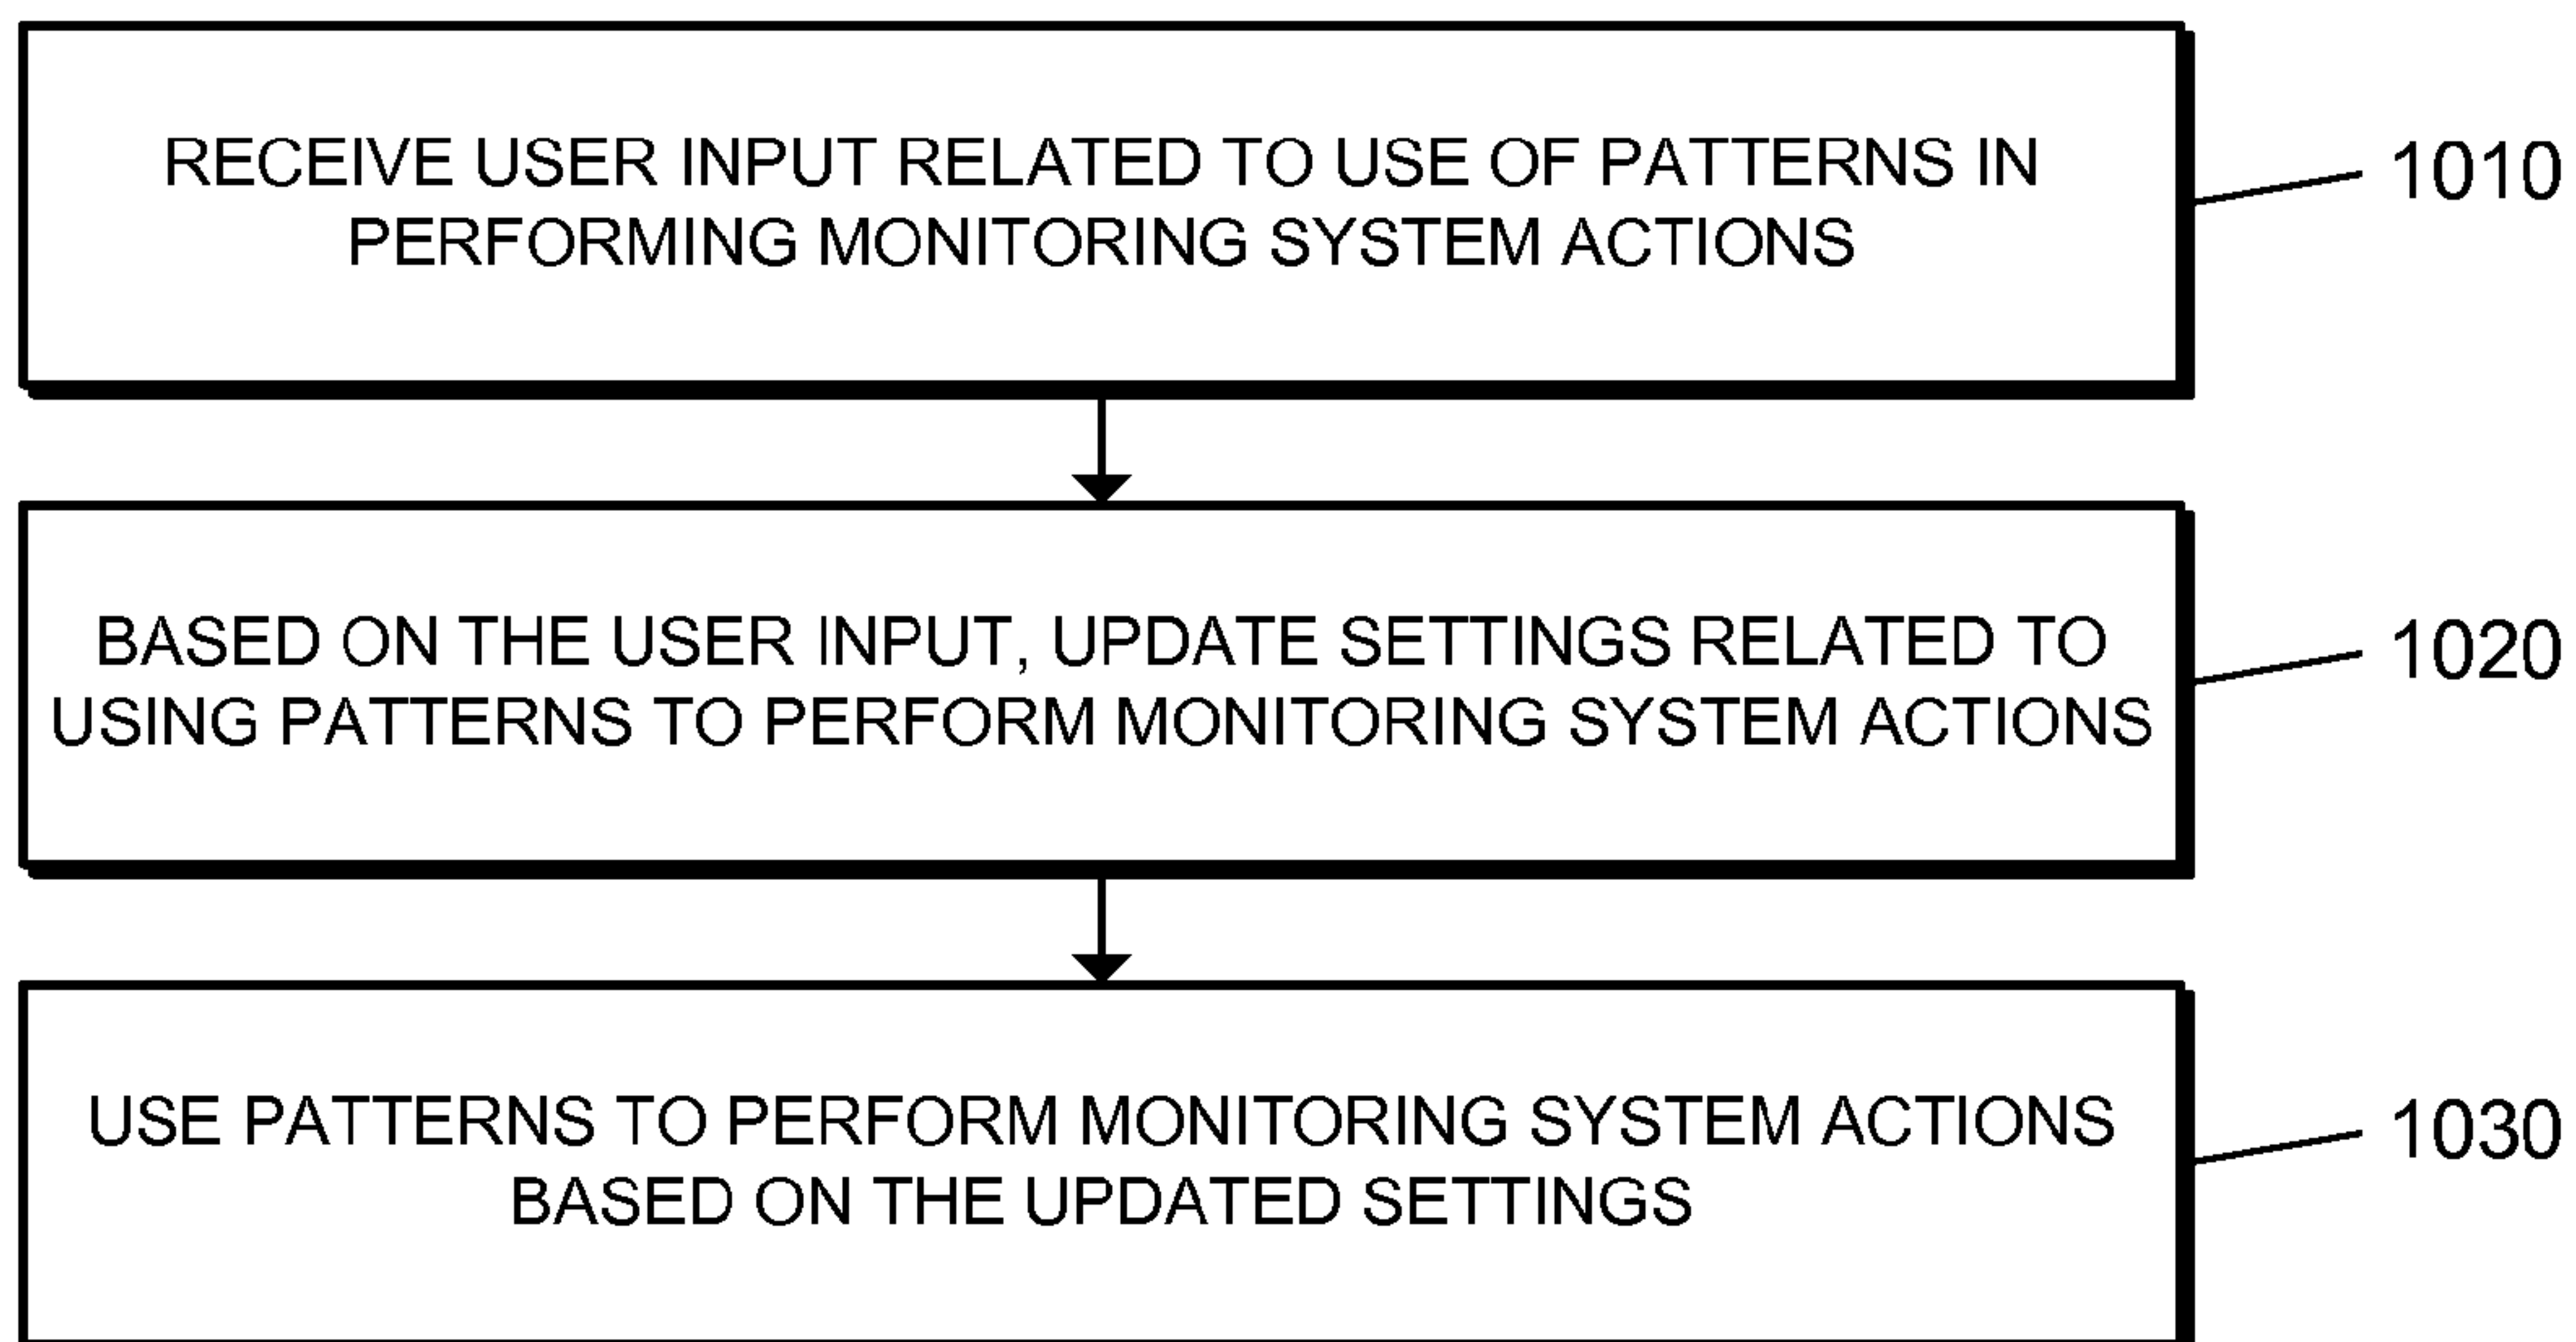 RECEIVE USER INPUT RELATED TO USE OF PATTERNS IN
PERFORMING MONITORING SYSTEM ACTIONS
1010
BASED ON THE USER INPUT, UPDATE SETTINGS RELATED TO
USING PATTERNS TO PERFORM MONITORING SYSTEM ACTIONS
1020
USE PATTERNS TO PERFORM MONITORING SYSTEM ACTIONS
BASED ON THE UPDATED SETTINGS
1030